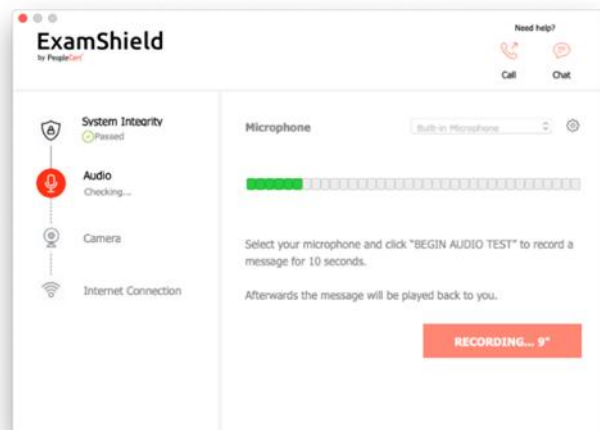 Need help?
ExamShield
by PeopleCert
Call
Chat
System Integrity
Passed
Audio
Checking...
Camera
Internet Connection
Microphone
Built-in Microphone
Select your microphone and click "BEGIN AUDIO TEST" to record a
message for 10 seconds.
Afterwards the message will be played back to you.
RECORDING... 9"